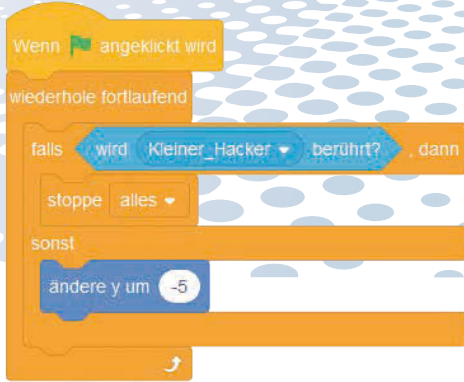 Wenn angeklickt wird
wiederhole fortlaufend
falls wird Kleiner_Hacker berührt? , dann
stoppe alles
sonst
ändere y um -5